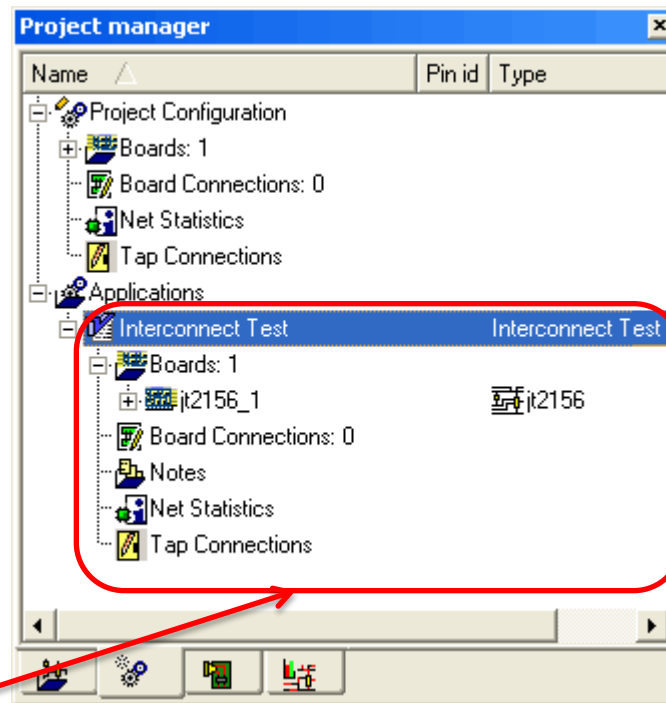 Project manager
Name Pin id Type
Project Configuration
Boards: 1
Board Connections: 0
Net Statistics
Tap Connections
Applications
Interconnect Test Interconnect Test
Boards: 1
jt2156_1 jt2156
Board Connections: 0
Notes
Net Statistics
Tap Connections